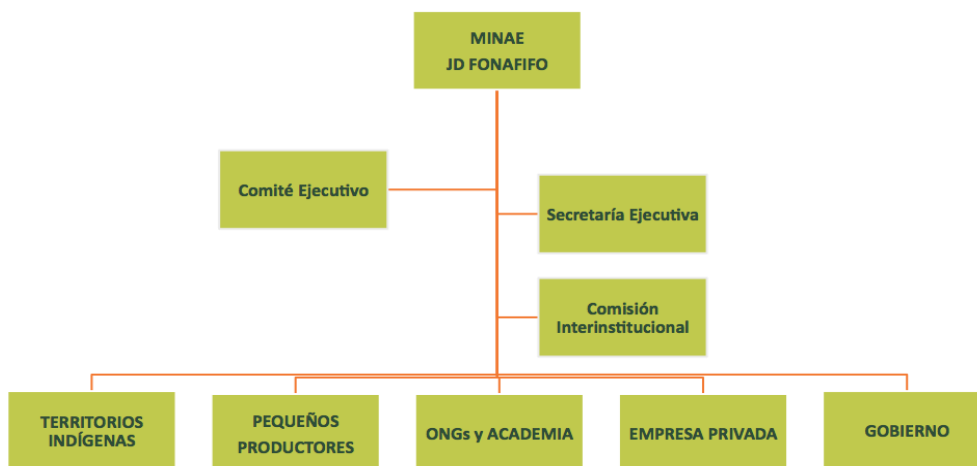 MINAE
JD FONAFIFO
Comité Ejecutivo
Secretaría Ejecutiva
Comisión
Interinstitucional
TERRITORIOS
INDÍGENAS
PEQUEÑOS
PRODUCTORES
ONGs y ACADEMIA
EMPRESA PRIVADA
GOBIERNO